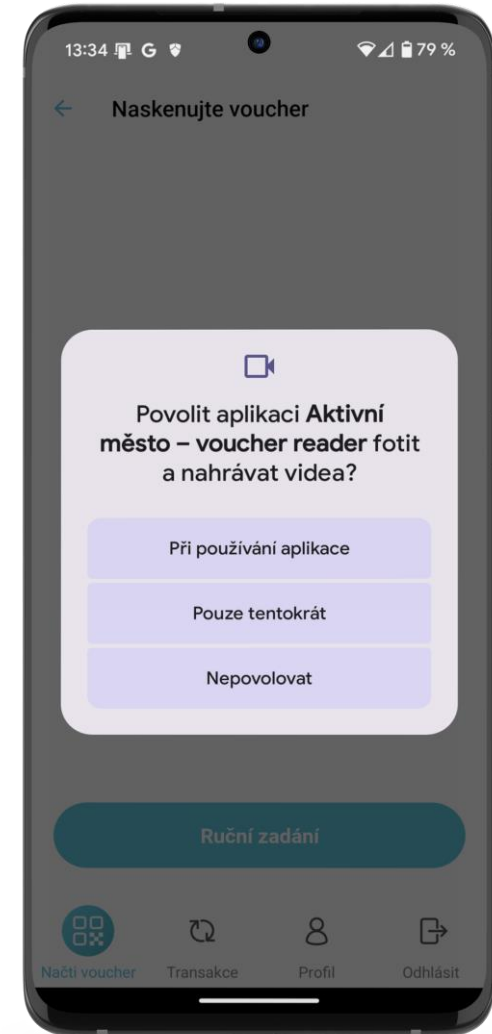 13:34 G 79 %
Naskenujte voucher
Povolit aplikaci Aktivní
město – voucher reader fotit
a nahrávat videa?
Při používání aplikace
Pouze tentokrát
Nepovolovat
Ruční zadání
Načti voucher Transakce Profil Odhlásit